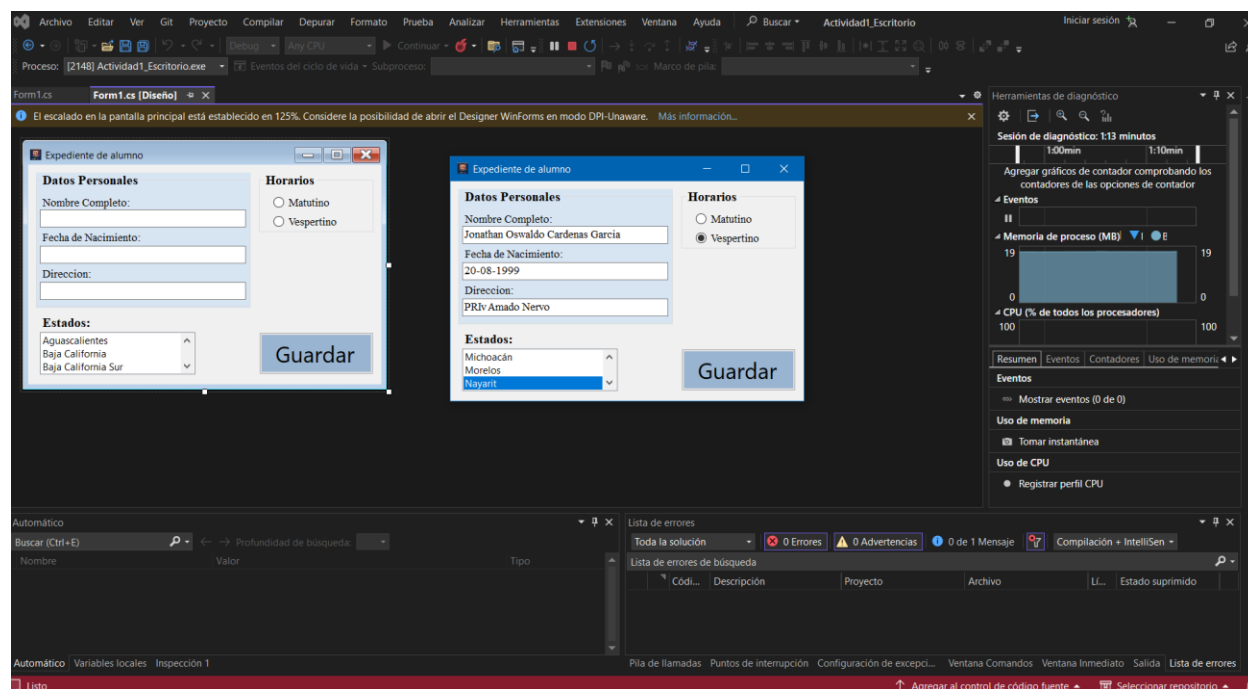 Archivo Editar Ver Git Proyecto Compilar Depurar Formato Prueba Analizar Herramientas Extensiones Ventana Ayuda Buscar Actividad1_Escritorio Iniciar sesión
Debug Any CPU Continuar
Proceso: [2148] Actividad1_Escritorio.exe Eventos del ciclo de vida Subproceso: Marco de pila:
Form1.cs Form1.cs [Diseño]
El escalado en la pantalla principal está establecido en 125%. Considere la posibilidad de abrir el Designer WinForms en modo DPI-Unaware. Más información...
Expediente de alumno
Datos Personales
Nombre Completo:
Fecha de Nacimiento:
Direccion:
Horarios
Matutino
Vespertino
Estados:
Aguascalientes
Baja California
Baja California Sur
Guardar
Expediente de alumno
Datos Personales
Nombre Completo:
Jonathan Oswaldo Cardenas Garcia
Fecha de Nacimiento:
20-08-1999
Direccion:
PRIv Amado Nervo
Horarios
Matutino
Vespertino
Estados:
Michoacán
Morelos
Nayarit
Guardar
Herramientas de diagnóstico
Sesión de diagnóstico: 1:13 minutos
1:00min 1:10min
Agregar gráficos de contador comprobando los
contadores de las opciones de contador
Eventos
Memoria de proceso (MB)
19 19
0 0
CPU (% de todos los procesadores)
100 100
Resumen Eventos Contadores Uso de memoria
Eventos
Mostrar eventos (0 de 0)
Uso de memoria
Tomar instantánea
Uso de CPU
Registrar perfil CPU
Automático
Buscar (Ctrl+E) Profundidad de búsqueda:
Nombre Valor Tipo
Automático Variables locales Inspección 1
Lista de errores
Toda la solución 0 Errores 0 Advertencias 0 de 1 Mensaje Compilación + IntelliSen
Lista de errores de búsqueda
Códi... Descripción Proyecto Archivo Lí... Estado suprimido
Pila de llamadas Puntos de interrupción Configuración de excepci... Ventana Comandos Ventana Inmediato Salida Lista de errores
Listo Agregar al control de código fuente Seleccionar repositorio